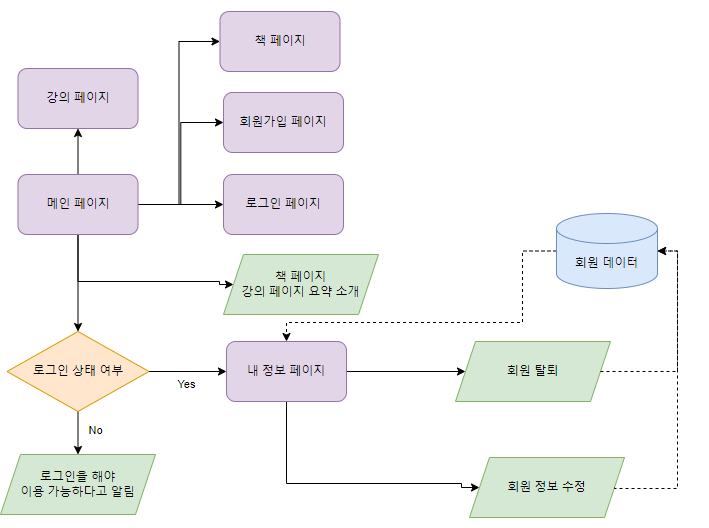 책 페이지
강의 페이지
회원가입 페이지
메인 페이지
로그인 페이지
회원 데이터
책 페이지
강의 페이지 요약 소개
로그인 상태 여부
Yes
내 정보 페이지
회원 탈퇴
No
로그인을 해야
이용 가능하다고 알림
회원 정보 수정